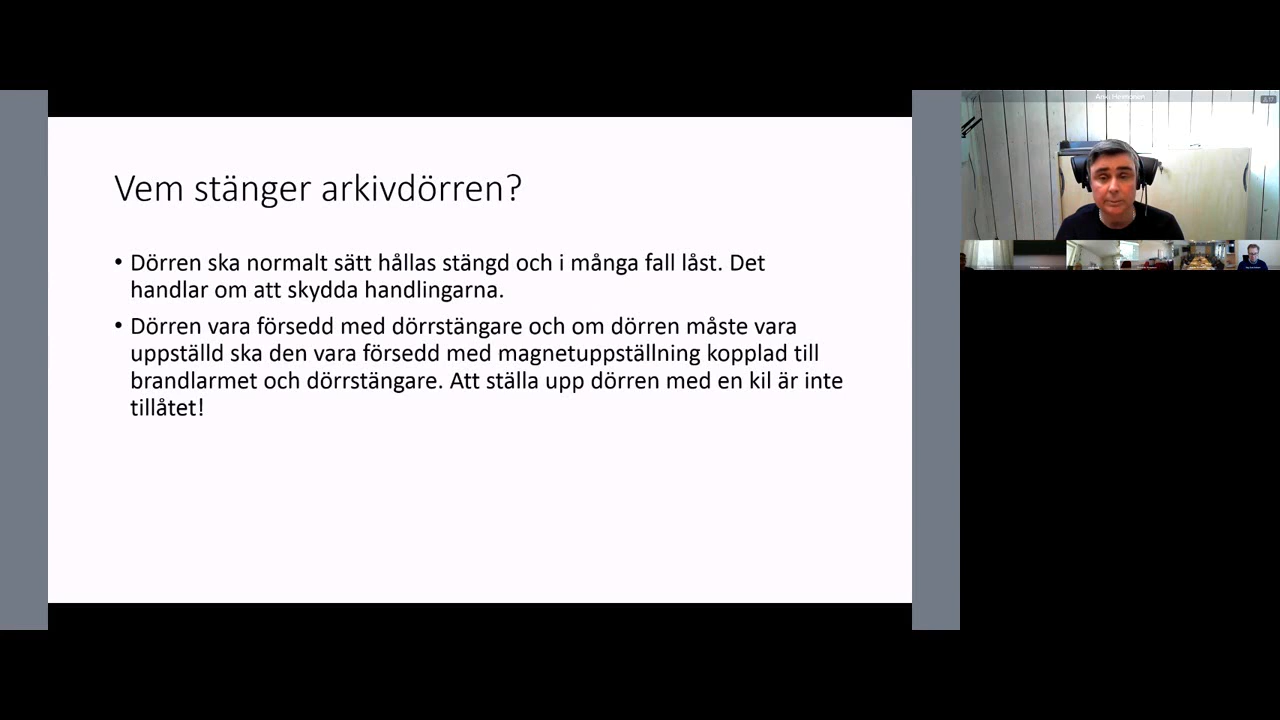 Vem stänger arkivdörren?
• Dörren ska normalt sätt hållas stängd och i många fall låst. Det
handlar om att skydda handlingarna.
• Dörren vara försedd med dörrstängare och om dörren måste vara
uppställd ska den vara försedd med magnetuppställning kopplad till
brandlarmet och dörrstängare. Att ställa upp dörren med en kil är inte
tillåtet!